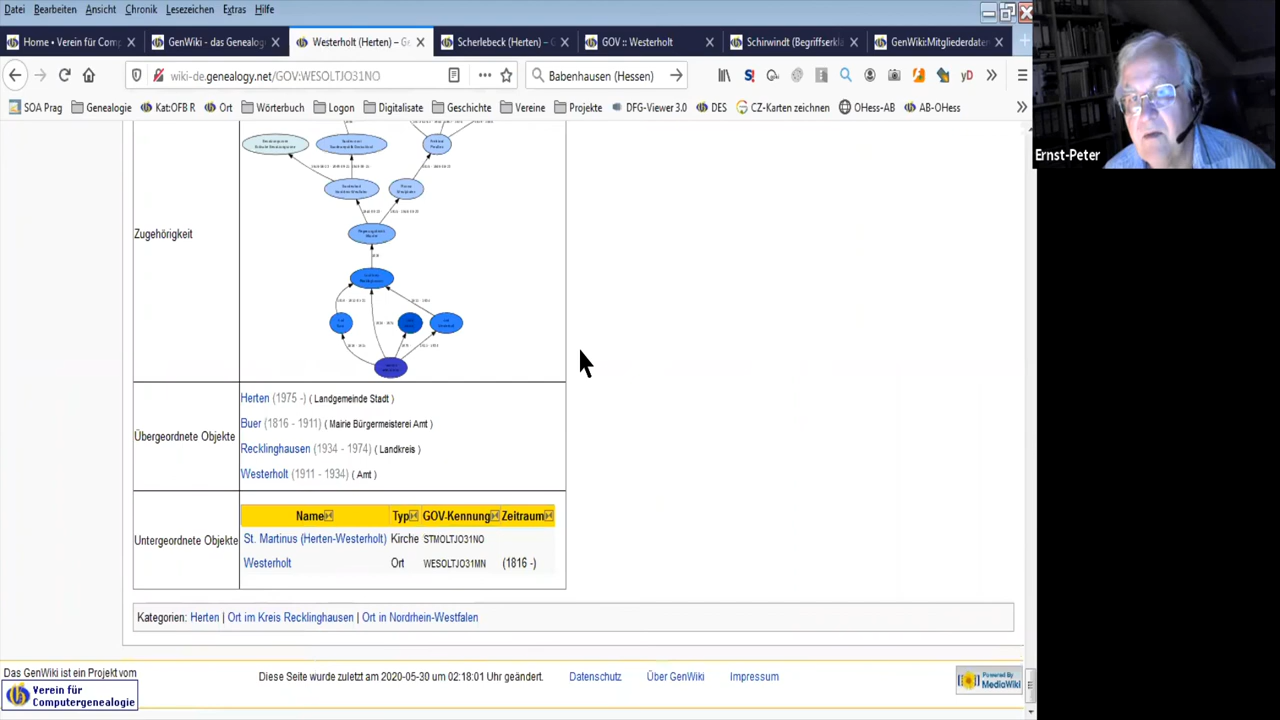 Datei Bearbeiten Ansicht Chronik Lesezeichen Extras Hilfe
Home • Verein für Comp
GenWiki - das Genealog
Westerholt (Herten) – G
Scherlebeck (Herten) – G
GOV :: Westerholt
Schirwindt (Begriffserklä
GenWiki:Mitgliederdaten
wiki-de.genealogy.net/GOV:WESOLTJO31NO
Babenhausen (Hessen)
SOA Prag Genealogie Kat:OFB R Ort Wörterbuch Logon Digitalisate Geschichte Vereine Projekte DFG-Viewer 3.0 DES CZ-Karten zeichnen OHess-AB AB-OHess
Ernst-Peter
Zugehörigkeit
Übergeordnete Objekte
Herten (1975 -) ( Landgemeinde Stadt )
Buer (1816 - 1911) ( Mairie Bürgermeisterei Amt )
Recklinghausen (1934 - 1974) ( Landkreis )
Westerholt (1911 - 1934) ( Amt )
Untergeordnete Objekte
Name Typ GOV-Kennung Zeitraum
St. Martinus (Herten-Westerholt) Kirche STMOLTJO31NO
Westerholt Ort WESOLTJO31MN (1816 -)
Kategorien: Herten | Ort im Kreis Recklinghausen | Ort in Nordrhein-Westfalen
Das GenWiki ist ein Projekt vom
Verein für
Computergenealogie
Diese Seite wurde zuletzt am 2020-05-30 um 02:18:01 Uhr geändert.
Datenschutz
Über GenWiki
Impressum
Powered By
MediaWiki